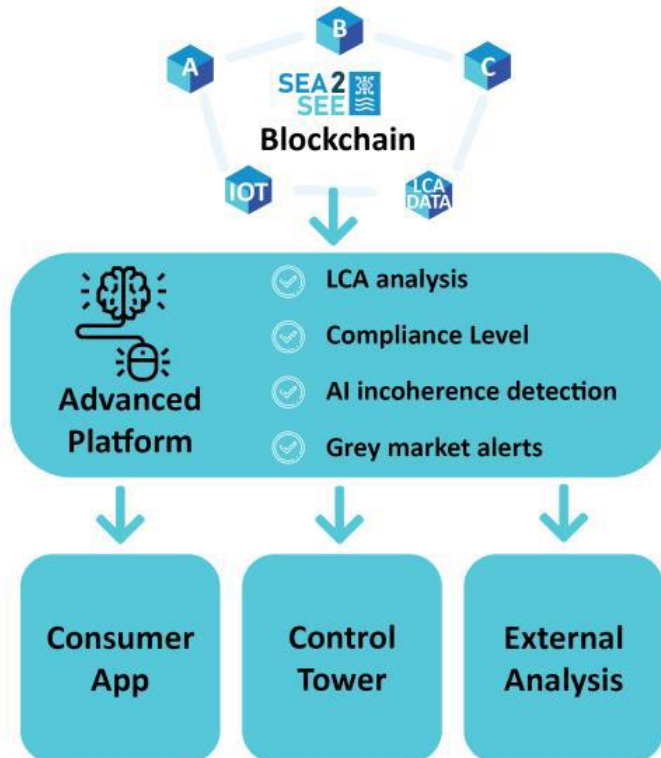 B
A
C
SEA2
SEE
Blockchain
IOT
LCA
DATA
Advanced
Platform
LCA analysis
Compliance Level
AI incoherence detection
Grey market alerts
Consumer
App
Control
Tower
External
Analysis